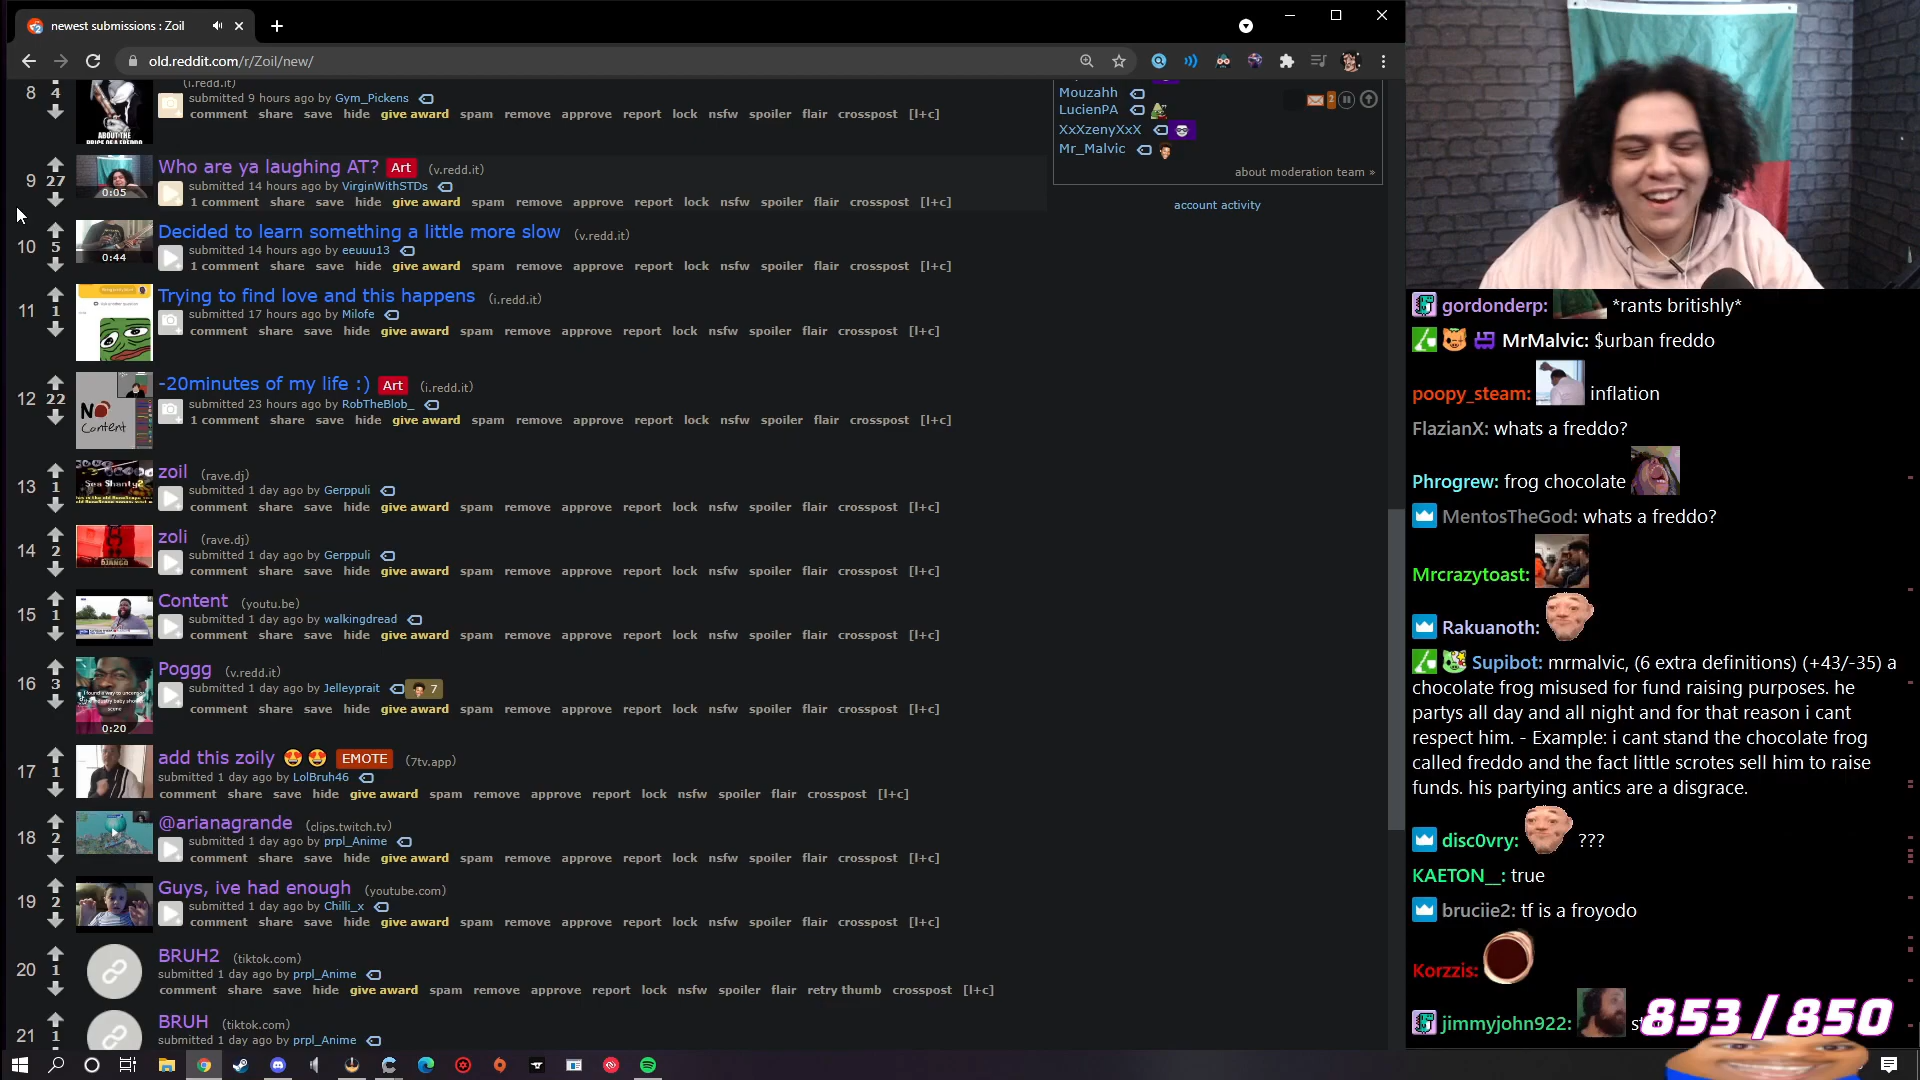 newest submissions : Zoil
old.reddit.com/r/Zoil/new/
(i.redd.it)
8 4
submitted 9 hours ago by Gym_Pickens
comment share save hide give award spam remove approve report lock nsfw spoiler flair crosspost [l+c]
ABOUT THE
PRICE OF A FREDDO
9 27
Who are ya laughing AT? Art (v.redd.it)
0:05
submitted 14 hours ago by VirginWithSTDs
1 comment share save hide give award spam remove approve report lock nsfw spoiler flair crosspost [l+c]
10 5
Decided to learn something a little more slow (v.redd.it)
0:44
submitted 14 hours ago by eeuuu13
1 comment share save hide give award spam remove approve report lock nsfw spoiler flair crosspost [l+c]
11 1
Trying to find love and this happens (i.redd.it)
submitted 17 hours ago by Milofe
comment share save hide give award spam remove approve report lock nsfw spoiler flair crosspost [l+c]
12 22
-20minutes of my life :) Art (i.redd.it)
NO
Content
submitted 23 hours ago by RobTheBlob_
1 comment share save hide give award spam remove approve report lock nsfw spoiler flair crosspost [l+c]
13 1
zoil (rave.dj)
Sea Shanty2
submitted 1 day ago by Gerppuli
comment share save hide give award spam remove approve report lock nsfw spoiler flair crosspost [l+c]
14 2
zoli (rave.dj)
DJANGO
submitted 1 day ago by Gerppuli
comment share save hide give award spam remove approve report lock nsfw spoiler flair crosspost [l+c]
15 1
Content (youtu.be)
submitted 1 day ago by walkingdread
comment share save hide give award spam remove approve report lock nsfw spoiler flair crosspost [l+c]
16 3
Poggg (v.redd.it)
0:20
submitted 1 day ago by Jelleyprait 7
comment share save hide give award spam remove approve report lock nsfw spoiler flair crosspost [l+c]
17 1
add this zoily 🤩 🤩 EMOTE (7tv.app)
submitted 1 day ago by LolBruh46
comment share save hide give award spam remove approve report lock nsfw spoiler flair crosspost [l+c]
18 2
@arianagrande (clips.twitch.tv)
submitted 1 day ago by prpl_Anime
comment share save hide give award spam remove approve report lock nsfw spoiler flair crosspost [l+c]
19 2
Guys, ive had enough (youtube.com)
submitted 1 day ago by Chilli_x
comment share save hide give award spam remove approve report lock nsfw spoiler flair crosspost [l+c]
20 1
BRUH2 (tiktok.com)
submitted 1 day ago by prpl_Anime
comment share save hide give award spam remove approve report lock nsfw spoiler flair retry thumb crosspost [l+c]
21 1
BRUH (tiktok.com)
submitted 1 day ago by prpl_Anime
Mouzahh
2
LucienPA
XxXzenyXxX
Mr_Malvic
about moderation team »
account activity
gordonderp: *rants britishly*
MrMalvic: $urban freddo
poopy_steam: inflation
FlazianX: whats a freddo?
Phrogrew: frog chocolate
MentosTheGod: whats a freddo?
Mrcrazytoast:
Rakuanoth:
Supibot: mrmalvic, (6 extra definitions) (+43/-35) a
chocolate frog misused for fund raising purposes. he
partys all day and all night and for that reason i cant
respect him. - Example: i cant stand the chocolate frog
called freddo and the fact little scrotes sell him to raise
funds. his partying antics are a disgrace.
disc0vry: ???
KAETON__: true
bruciie2: tf is a froyodo
Korzzis:
jimmyjohn922:
853 / 850